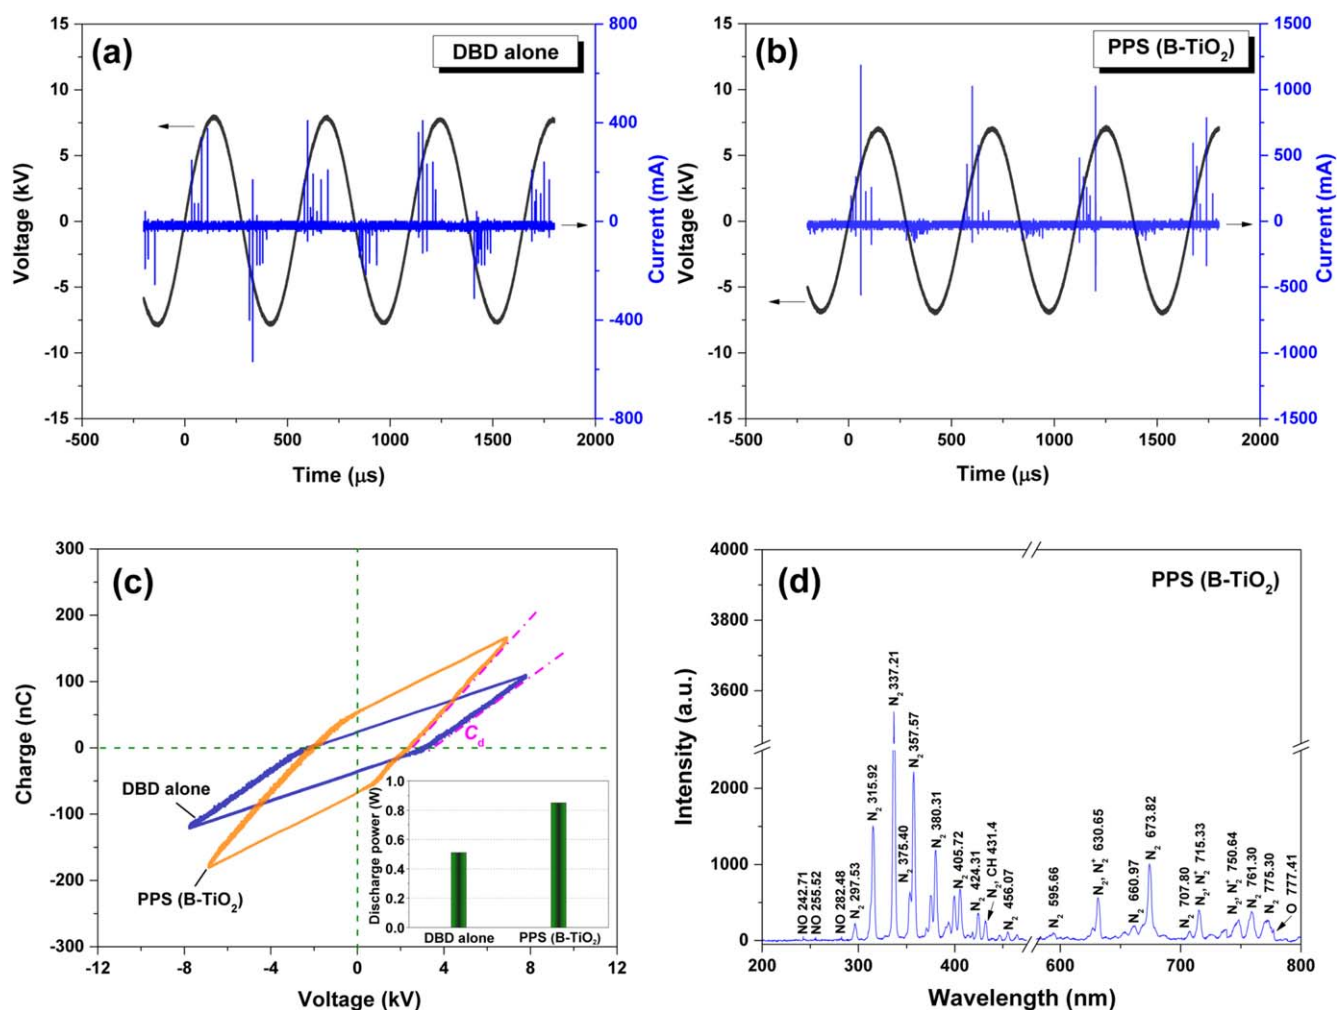 (a)
DBD alone
15
10
5
0
-5
-10
-15
Voltage (kV)
800
400
0
-400
-800
Current (mA)
-500
0
500
1000
1500
2000
Time (μs)
(b)
PPS (B-TiO₂)
15
10
5
0
-5
-10
-15
Voltage (kV)
1500
1000
500
0
-500
-1000
-1500
Current (mA)
-500
0
500
1000
1500
2000
Time (μs)
(c)
300
200
100
0
-100
-200
-300
Charge (nC)
C_d
DBD alone
PPS (B-TiO₂)
1.0
0.8
0.6
0.4
0.2
0.0
Discharge power (W)
DBD alone
PPS (B-TiO₂)
-12
-8
-4
0
4
8
12
Voltage (kV)
(d)
PPS (B-TiO₂)
4000
3600
2000
1000
0
Intensity (a.u.)
NO 242.71
NO 255.52
NO 282.48
N₂ 297.53
N₂ 315.92
N₂ 337.21
N₂ 375.40
N₂ 357.57
N₂ 380.31
N₂ 405.72
N₂ 424.31
N₂, CH 431.4
N₂ 456.07
N₂ 595.66
N₂, N₂⁺ 630.65
N₂ 660.97
N₂ 673.82
N₂ 707.80
N₂, N₂⁺ 715.33
N₂, N₂⁺ 750.64
N₂ 761.30
N₂ 775.30
O 777.41
200
300
400
600
700
800
Wavelength (nm)